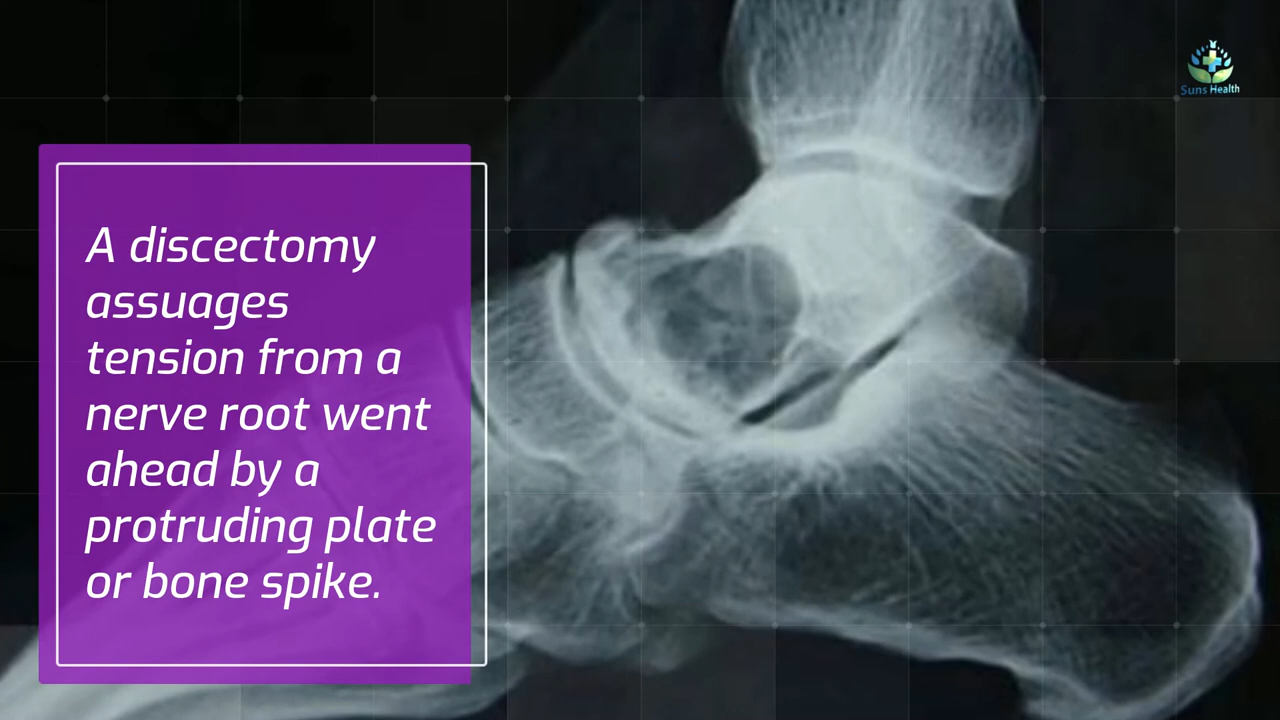 Suns Health
A discectomy
assuages
tension from a
nerve root went
ahead by a
protruding plate
or bone spike.